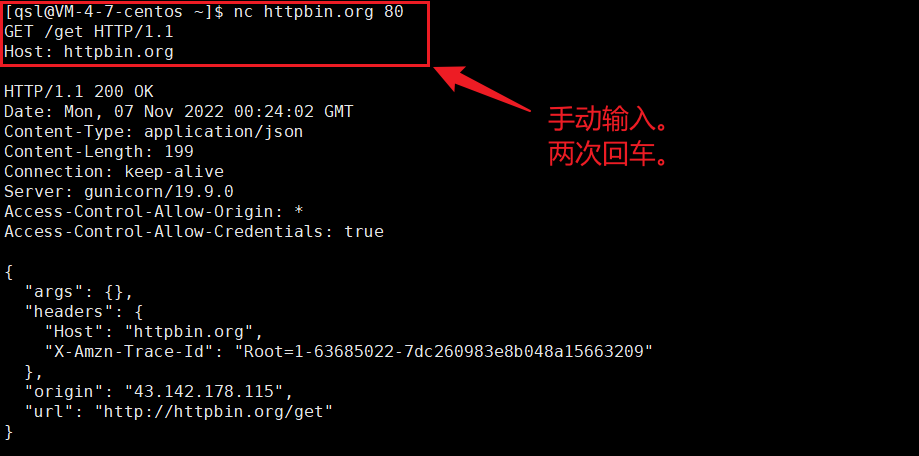 [qsl@VM-4-7-centos ~]$ nc httpbin.org 80
GET /get HTTP/1.1
Host: httpbin.org
手动输入。
两次回车。
HTTP/1.1 200 OK
Date: Mon, 07 Nov 2022 00:24:02 GMT
Content-Type: application/json
Content-Length: 199
Connection: keep-alive
Server: gunicorn/19.9.0
Access-Control-Allow-Origin: *
Access-Control-Allow-Credentials: true
{
  "args": {},
  "headers": {
    "Host": "httpbin.org",
    "X-Amzn-Trace-Id": "Root=1-63685022-7dc260983e8b048a15663209"
  },
  "origin": "43.142.178.115",
  "url": "http://httpbin.org/get"
}